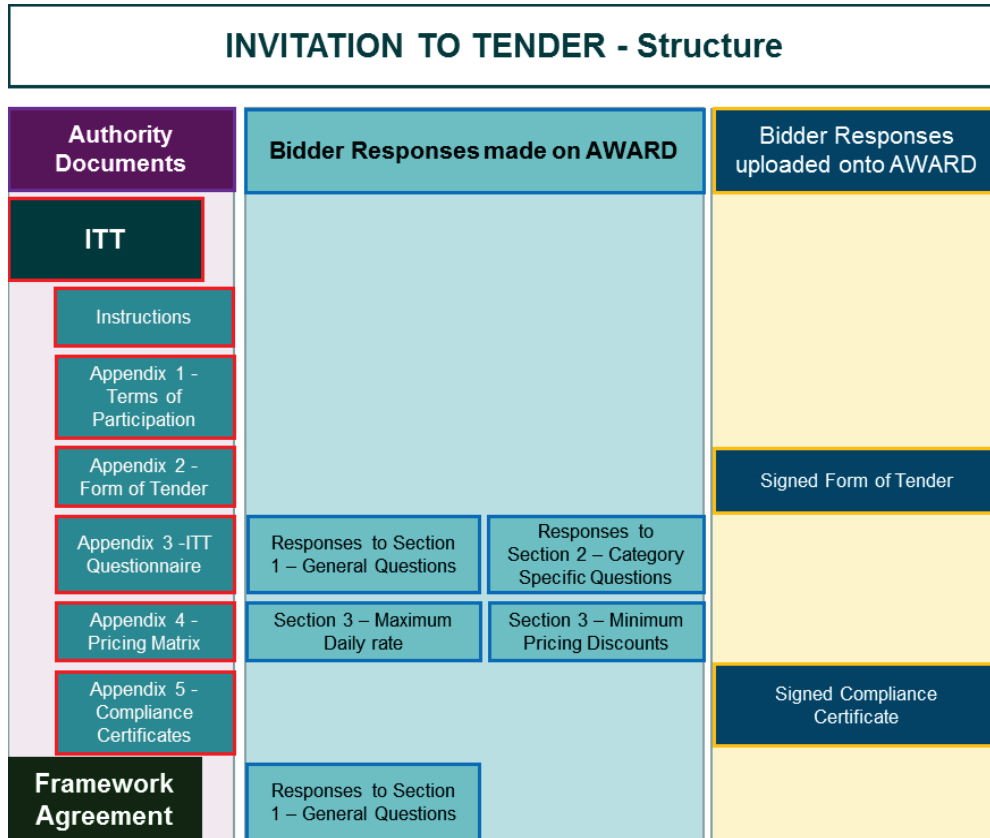 INVITATION TO TENDER - Structure
Authority
Documents
Bidder Responses made on AWARD
Bidder Responses
uploaded onto AWARD
ITT
Instructions
Appendix 1 -
Terms of
Participation
Appendix 2 -
Form of Tender
Signed Form of Tender
Appendix 3 -ITT
Questionnaire
Responses to Section
1 – General Questions
Responses to
Section 2 – Category
Specific Questions
Appendix 4 -
Pricing Matrix
Section 3 – Maximum
Daily rate
Section 3 – Minimum
Pricing Discounts
Appendix 5 -
Compliance
Certificates
Signed Compliance
Certificate
Framework
Agreement
Responses to Section
1 – General Questions